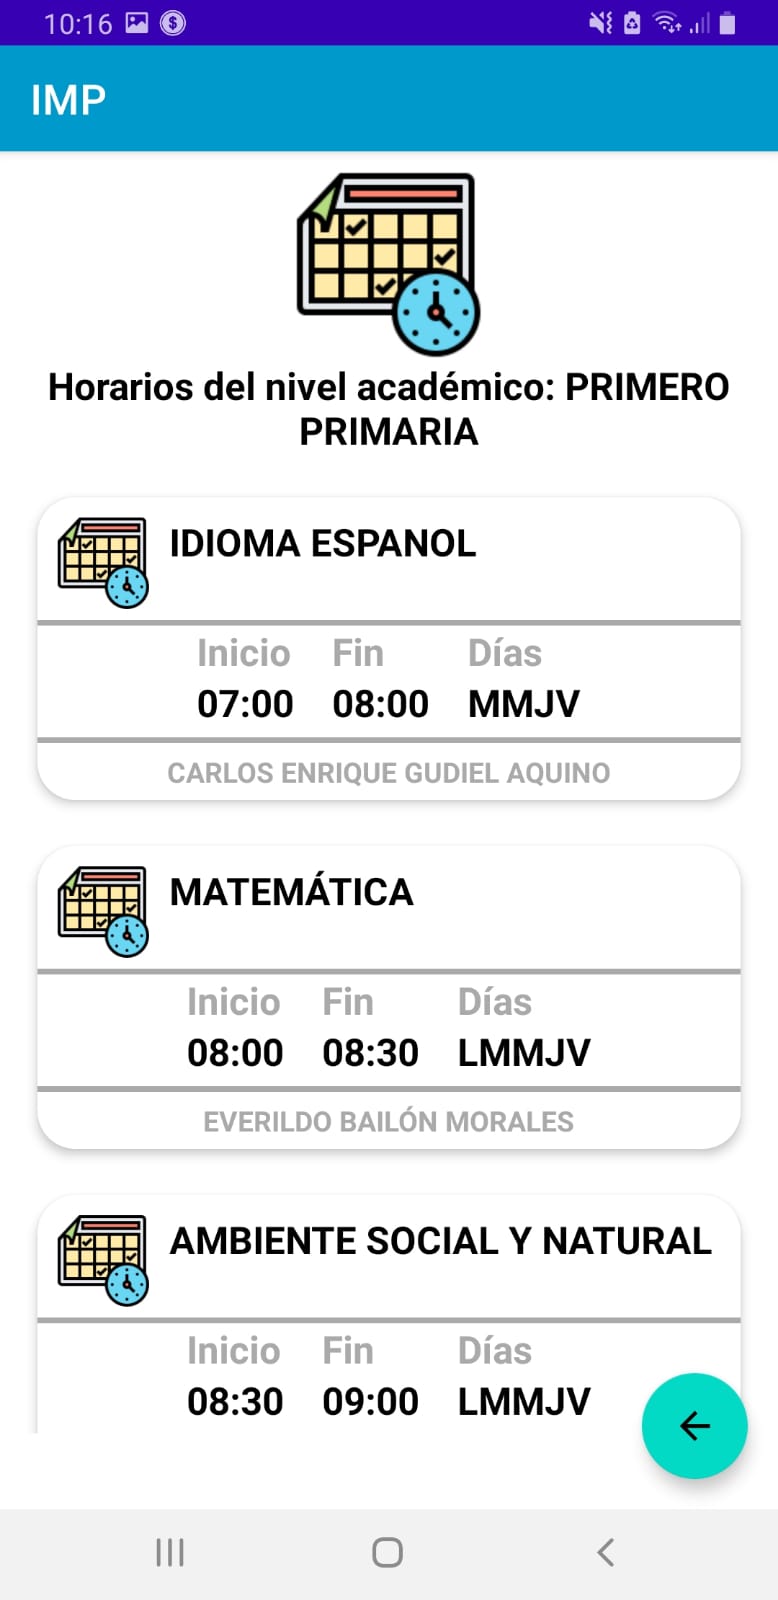 10:16
IMP
Horarios del nivel académico: PRIMERO
PRIMARIA
IDIOMA ESPANOL
Inicio Fin Días
07:00 08:00 MMJV
CARLOS ENRIQUE GUDIEL AQUINO
MATEMÁTICA
Inicio Fin Días
08:00 08:30 LMMJV
EVERILDO BAILÓN MORALES
AMBIENTE SOCIAL Y NATURAL
Inicio Fin Días
08:30 09:00 LMMJV